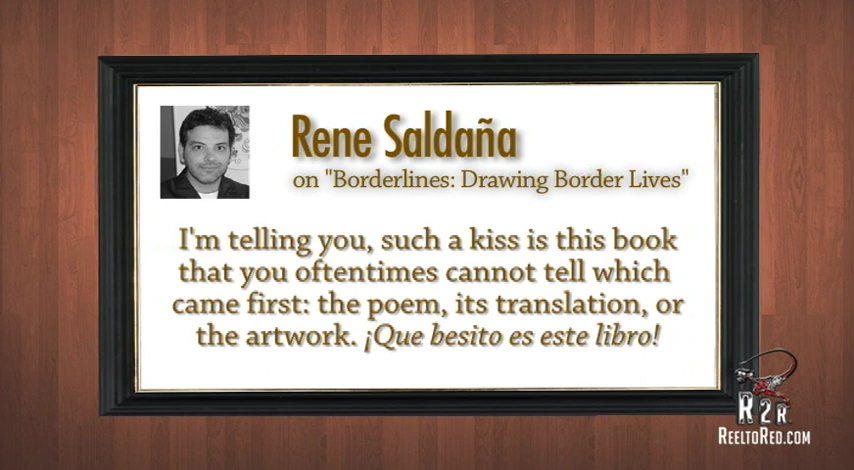 Rene Saldaña
on "Borderlines: Drawing Border Lives"
I'm telling you, such a kiss is this book
that you oftentimes cannot tell which
came first: the poem, its translation, or
the artwork. ¡Que besito es este libro!
R2R
REELTORED.COM